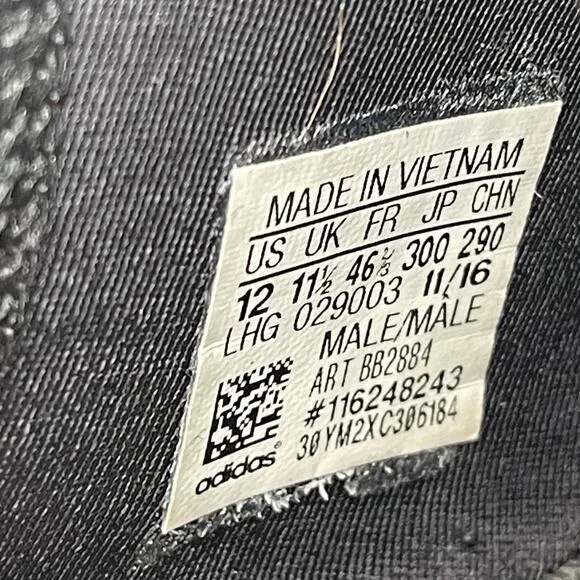 MADE IN VIETNAM
US UK FR JP CHN
12 11½ 46⅔ 300 290
LHG 029003 11/16
MALE/MÂLE
ART BB2884
#116248243
30YM2XC306184
adidas®